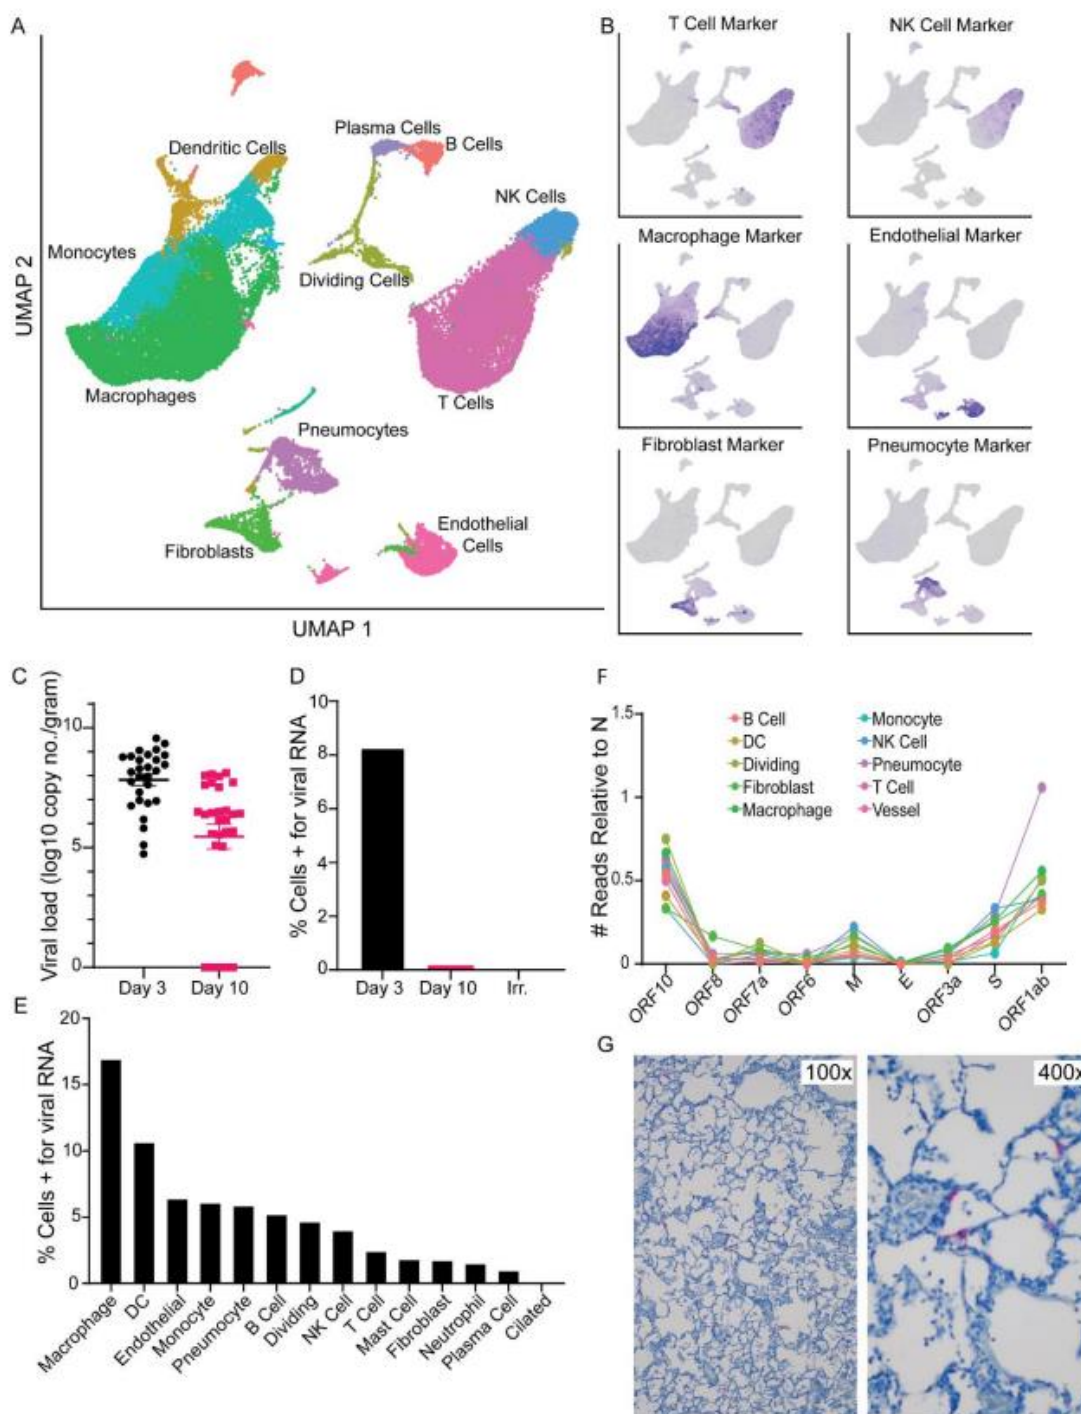 A
UMAP 2
UMAP 1
Dendritic Cells
Plasma Cells
B Cells
NK Cells
Monocytes
Dividing Cells
Macrophages
T Cells
Pneumocytes
Fibroblasts
Endothelial
Cells
B
T Cell Marker
NK Cell Marker
Macrophage Marker
Endothelial Marker
Fibroblast Marker
Pneumocyte Marker
C
Viral load (log10 copy no./gram)
10
5
0
Day 3
Day 10
D
% Cells + for viral RNA
10
8
6
4
2
0
Day 3
Day 10
Irr.
E
% Cells + for viral RNA
20
15
10
5
0
Macrophage
DC
Endothelial
Monocyte
Pneumocyte
B Cell
Dividing
NK Cell
T Cell
Mast Cell
Fibroblast
Neutrophil
Plasma Cell
Ciliated
F
# Reads Relative to N
1.5
1
0.5
0
B Cell
DC
Dividing
Fibroblast
Macrophage
Monocyte
NK Cell
Pneumocyte
T Cell
Vessel
ORF10
ORF8
ORF7a
ORF6
M
E
ORF3a
S
ORF1ab
G
100x
400x